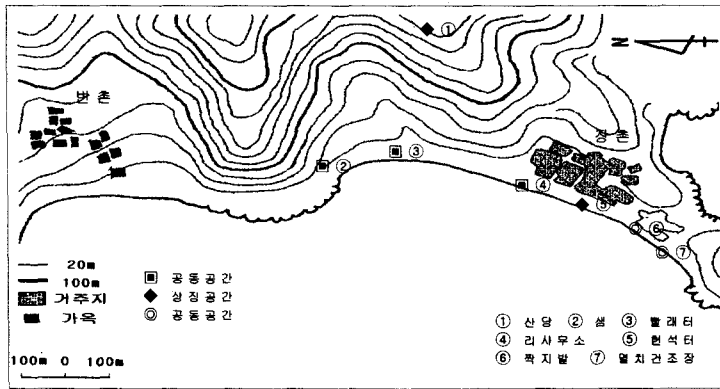 ①
N
반촌
장촌
③
②
④
⑤
⑥
⑦
20m
100m
거주지
가옥
공동공간
상징공간
공동공간
100m 0 100m
① 산당 ② 샘 ③ 빨래터
④ 리사무소 ⑤ 헌석터
⑥ 짝지밭 ⑦ 멸치건조장